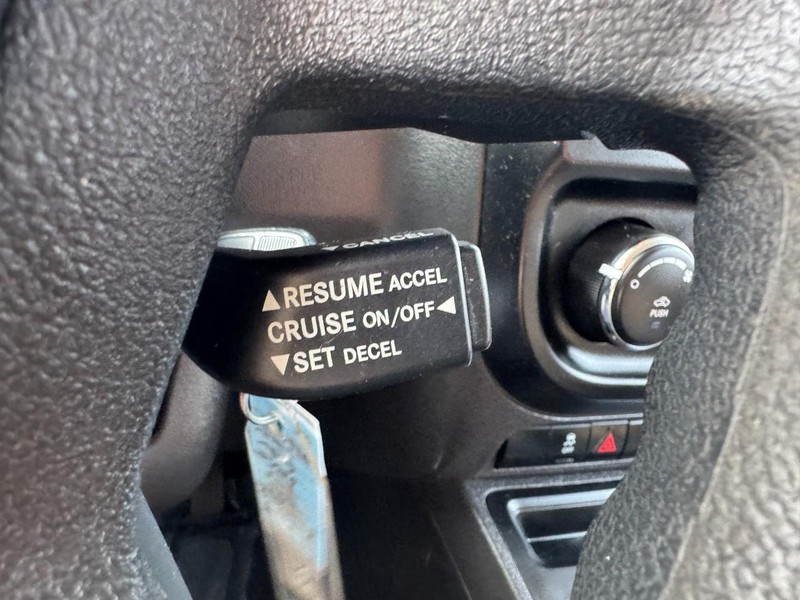 CANCEL
▲RESUME ACCEL
CRUISE ON/OFF◀
▼SET DECEL
O
PUSH